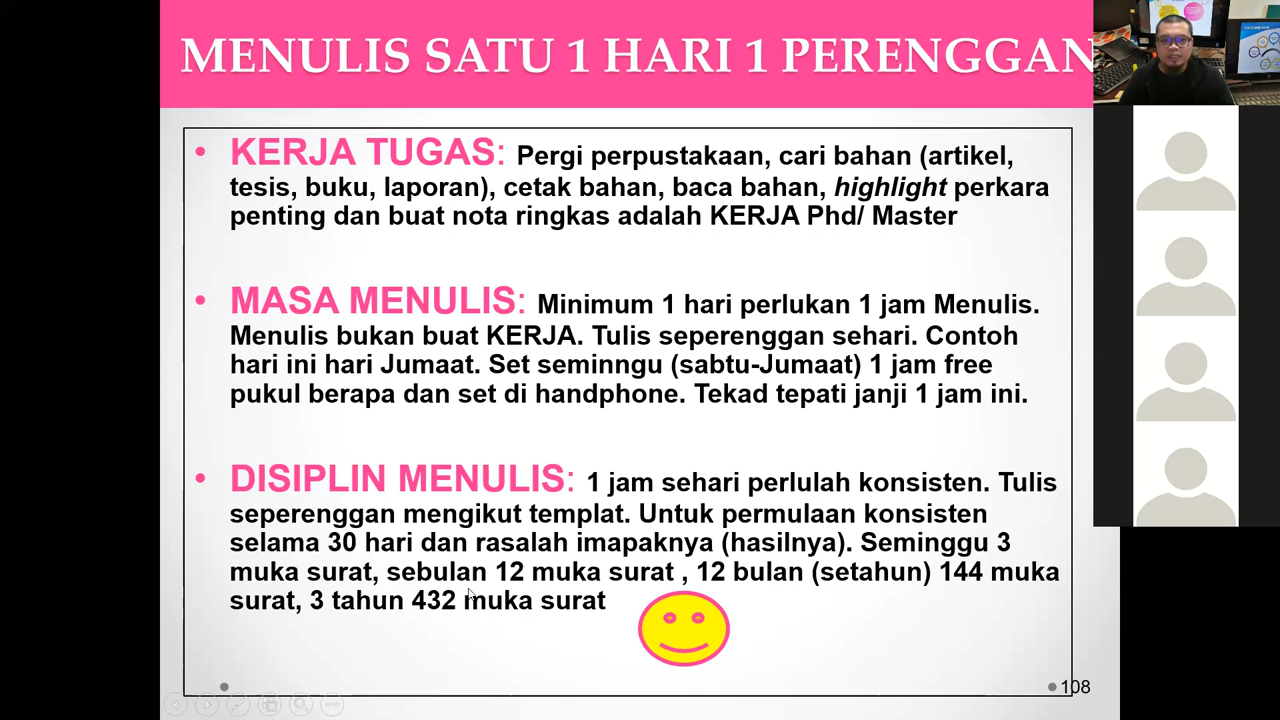 MENULIS SATU 1 HARI 1 PERENGGAN
• KERJA TUGAS: Pergi perpustakaan, cari bahan (artikel,
tesis, buku, laporan), cetak bahan, baca bahan, highlight perkara
penting dan buat nota ringkas adalah KERJA Phd/ Master
• MASA MENULIS: Minimum 1 hari perlukan 1 jam Menulis.
Menulis bukan buat KERJA. Tulis seperenggan sehari. Contoh
hari ini hari Jumaat. Set seminngu (sabtu-Jumaat) 1 jam free
pukul berapa dan set di handphone. Tekad tepati janji 1 jam ini.
• DISIPLIN MENULIS: 1 jam sehari perlulah konsisten. Tulis
seperenggan mengikut templat. Untuk permulaan konsisten
selama 30 hari dan rasalah imapaknya (hasilnya). Seminggu 3
muka surat, sebulan 12 muka surat , 12 bulan (setahun) 144 muka
surat, 3 tahun 432 muka surat
108